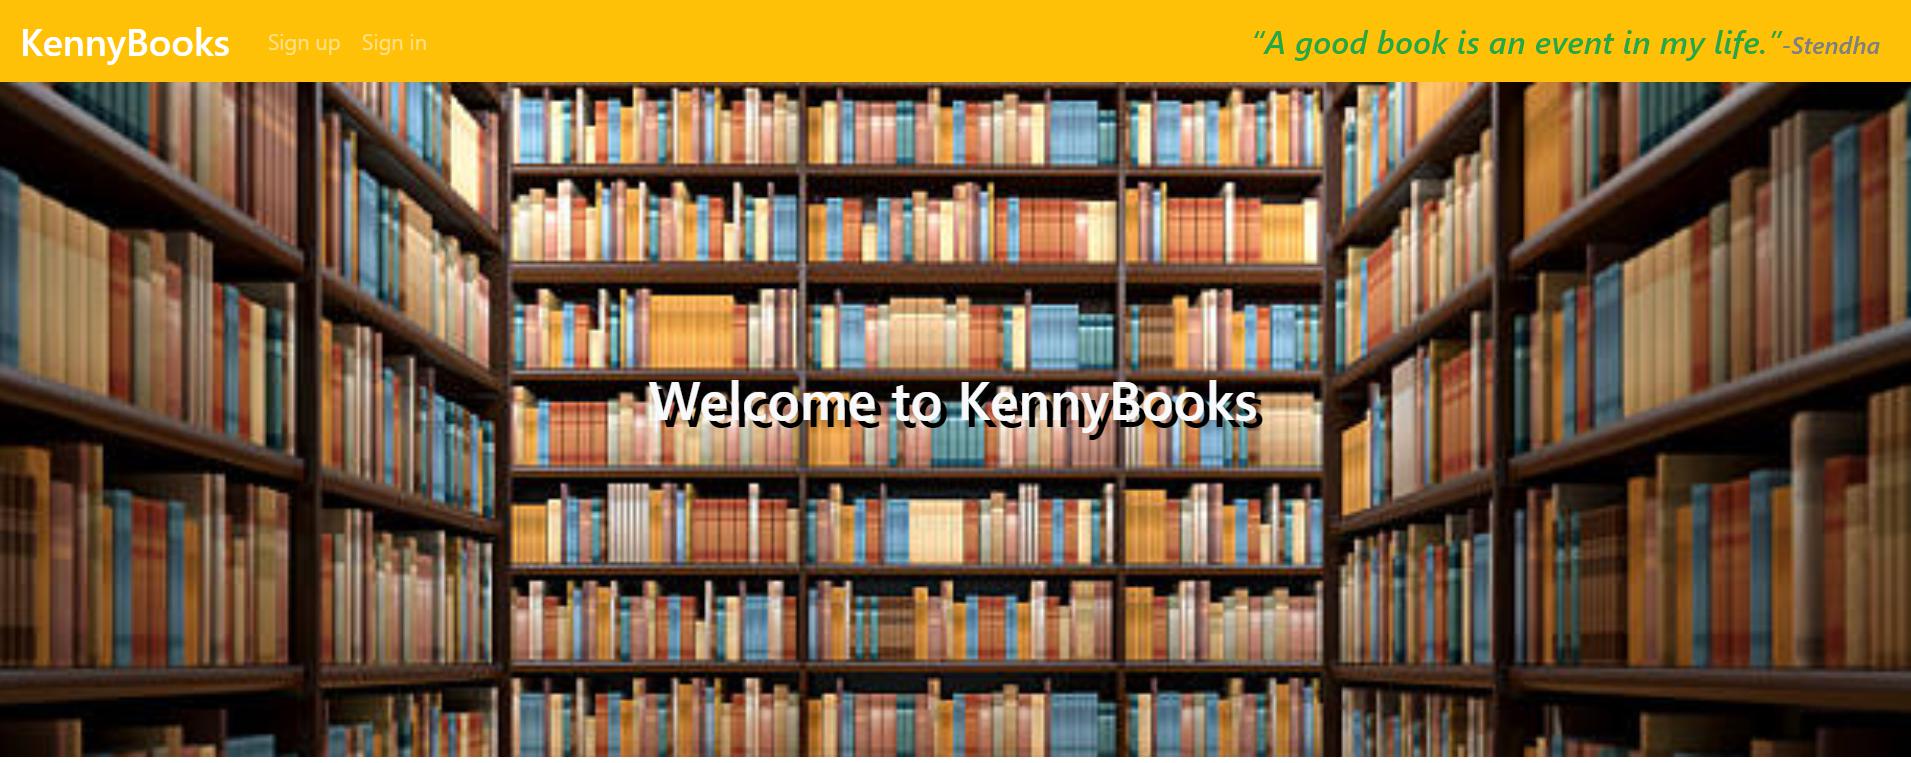 KennyBooks Sign up Sign in “A good book is an event in my life.”-Stendha
Welcome to KennyBooks